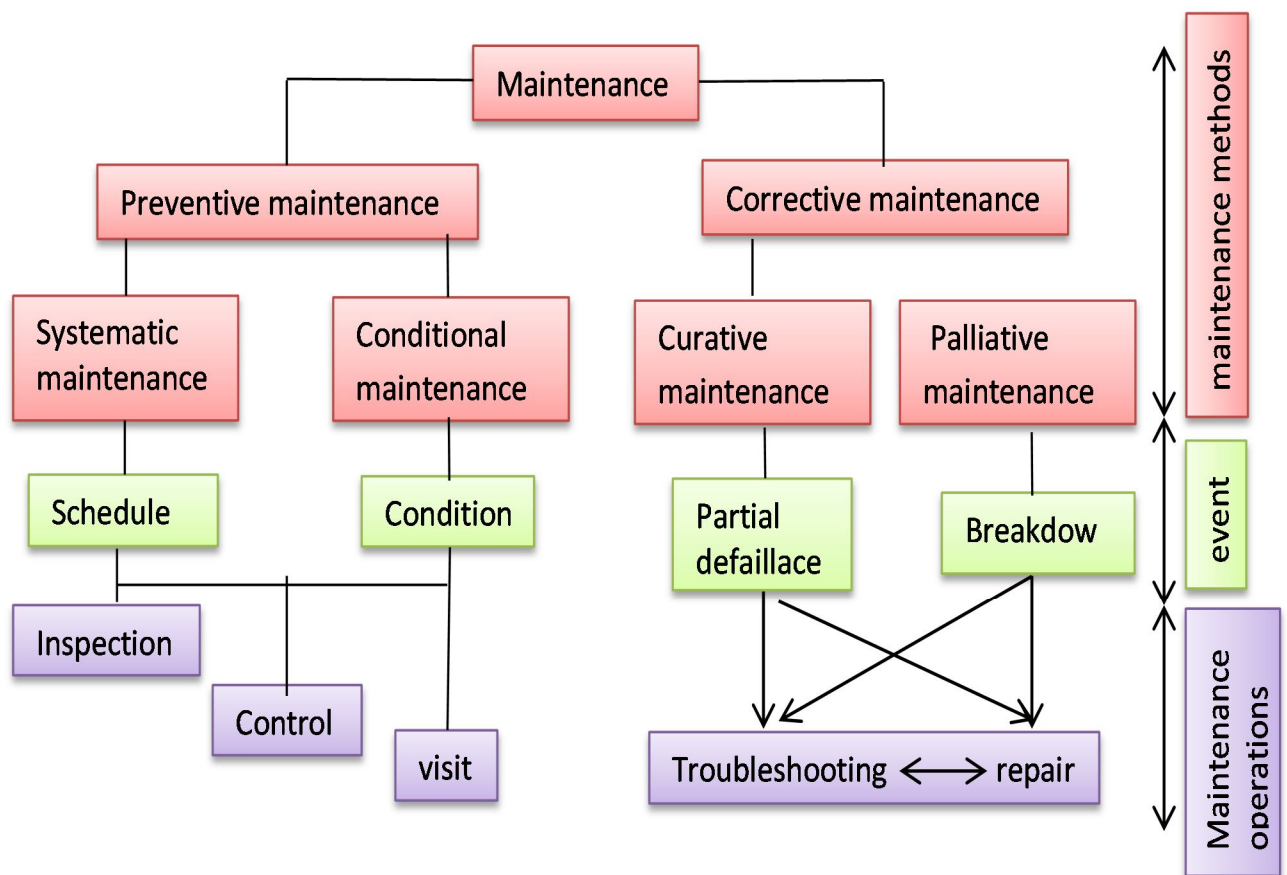 Maintenance
Preventive maintenance
Corrective maintenance
Systematic
maintenance
Conditional
maintenance
Curative
maintenance
Palliative
maintenance
Schedule
Condition
Partial
defaillace
Breakdow
Inspection
Control
visit
Troubleshooting
repair
maintenance methods
event
Maintenance
operations